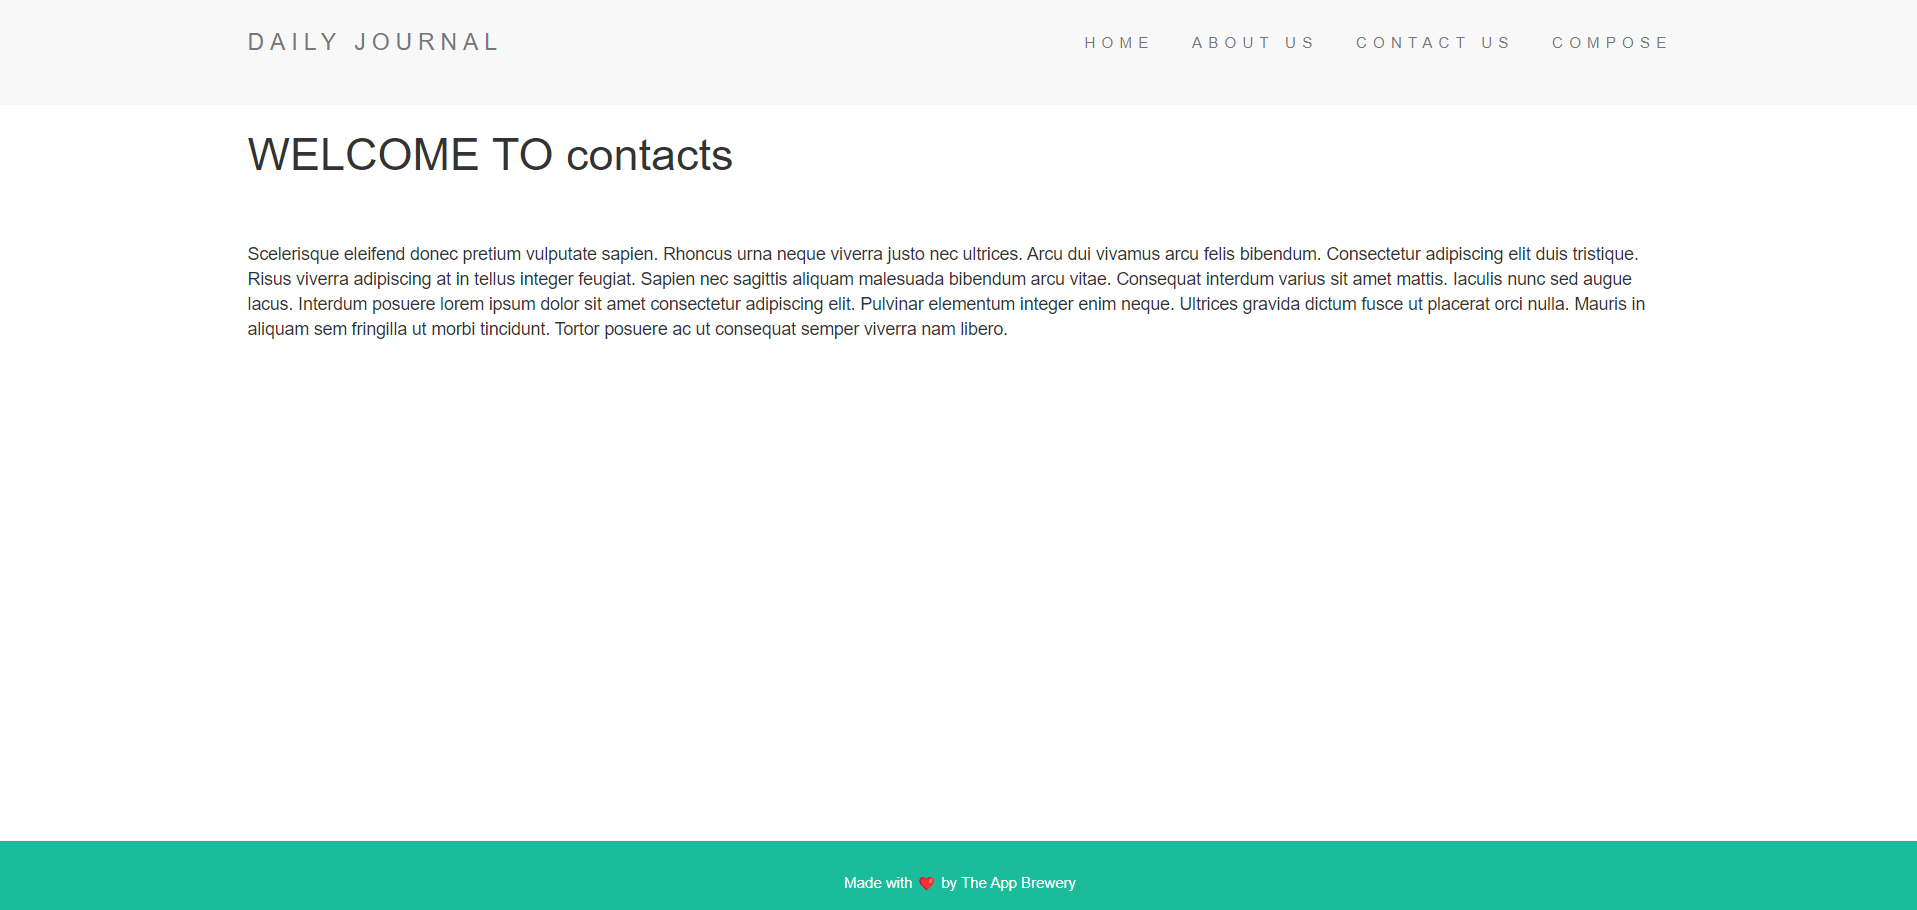 DAILY JOURNAL
HOME ABOUT US CONTACT US COMPOSE
WELCOME TO contacts
Scelerisque eleifend donec pretium vulputate sapien. Rhoncus urna neque viverra justo nec ultrices. Arcu dui vivamus arcu felis bibendum. Consectetur adipiscing elit duis tristique.
Risus viverra adipiscing at in tellus integer feugiat. Sapien nec sagittis aliquam malesuada bibendum arcu vitae. Consequat interdum varius sit amet mattis. Iaculis nunc sed augue
lacus. Interdum posuere lorem ipsum dolor sit amet consectetur adipiscing elit. Pulvinar elementum integer enim neque. Ultrices gravida dictum fusce ut placerat orci nulla. Mauris in
aliquam sem fringilla ut morbi tincidunt. Tortor posuere ac ut consequat semper viverra nam libero.
Made with ❤️ by The App Brewery